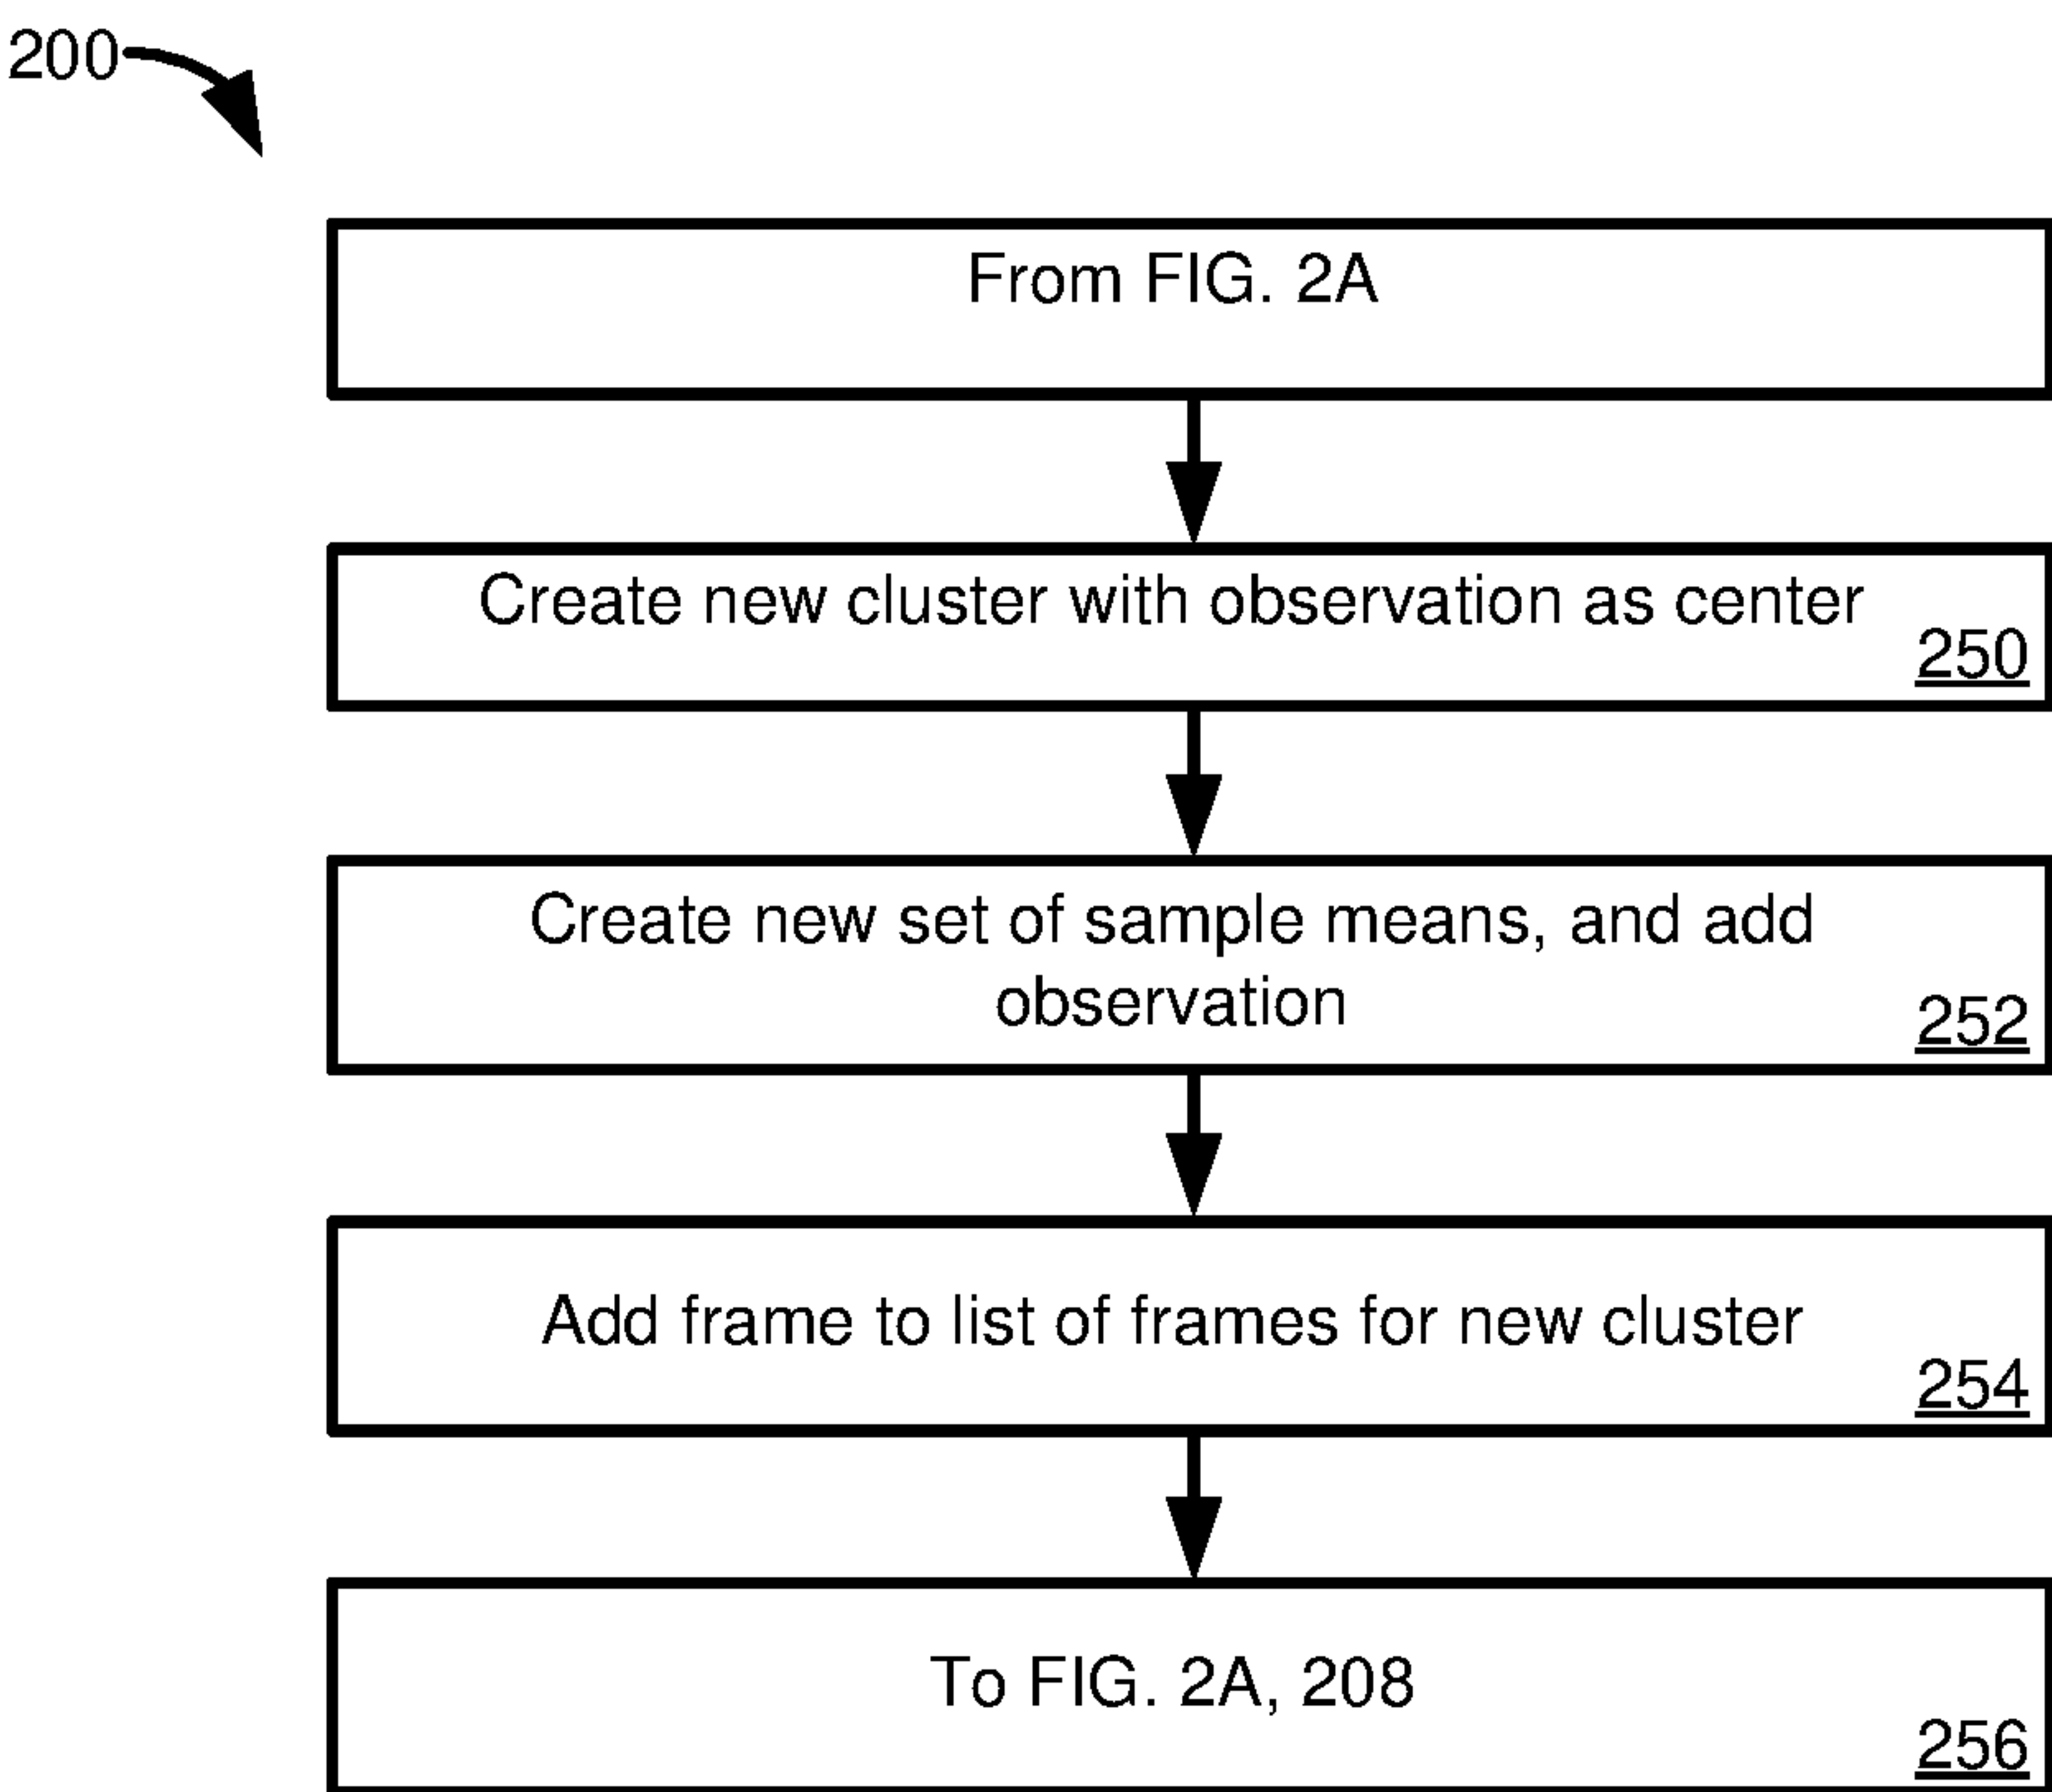 200
From FIG. 2A
Create new cluster with observation as center
250
Create new set of sample means, and add
observation
252
Add frame to list of frames for new cluster
254
To FIG. 2A, 208
256